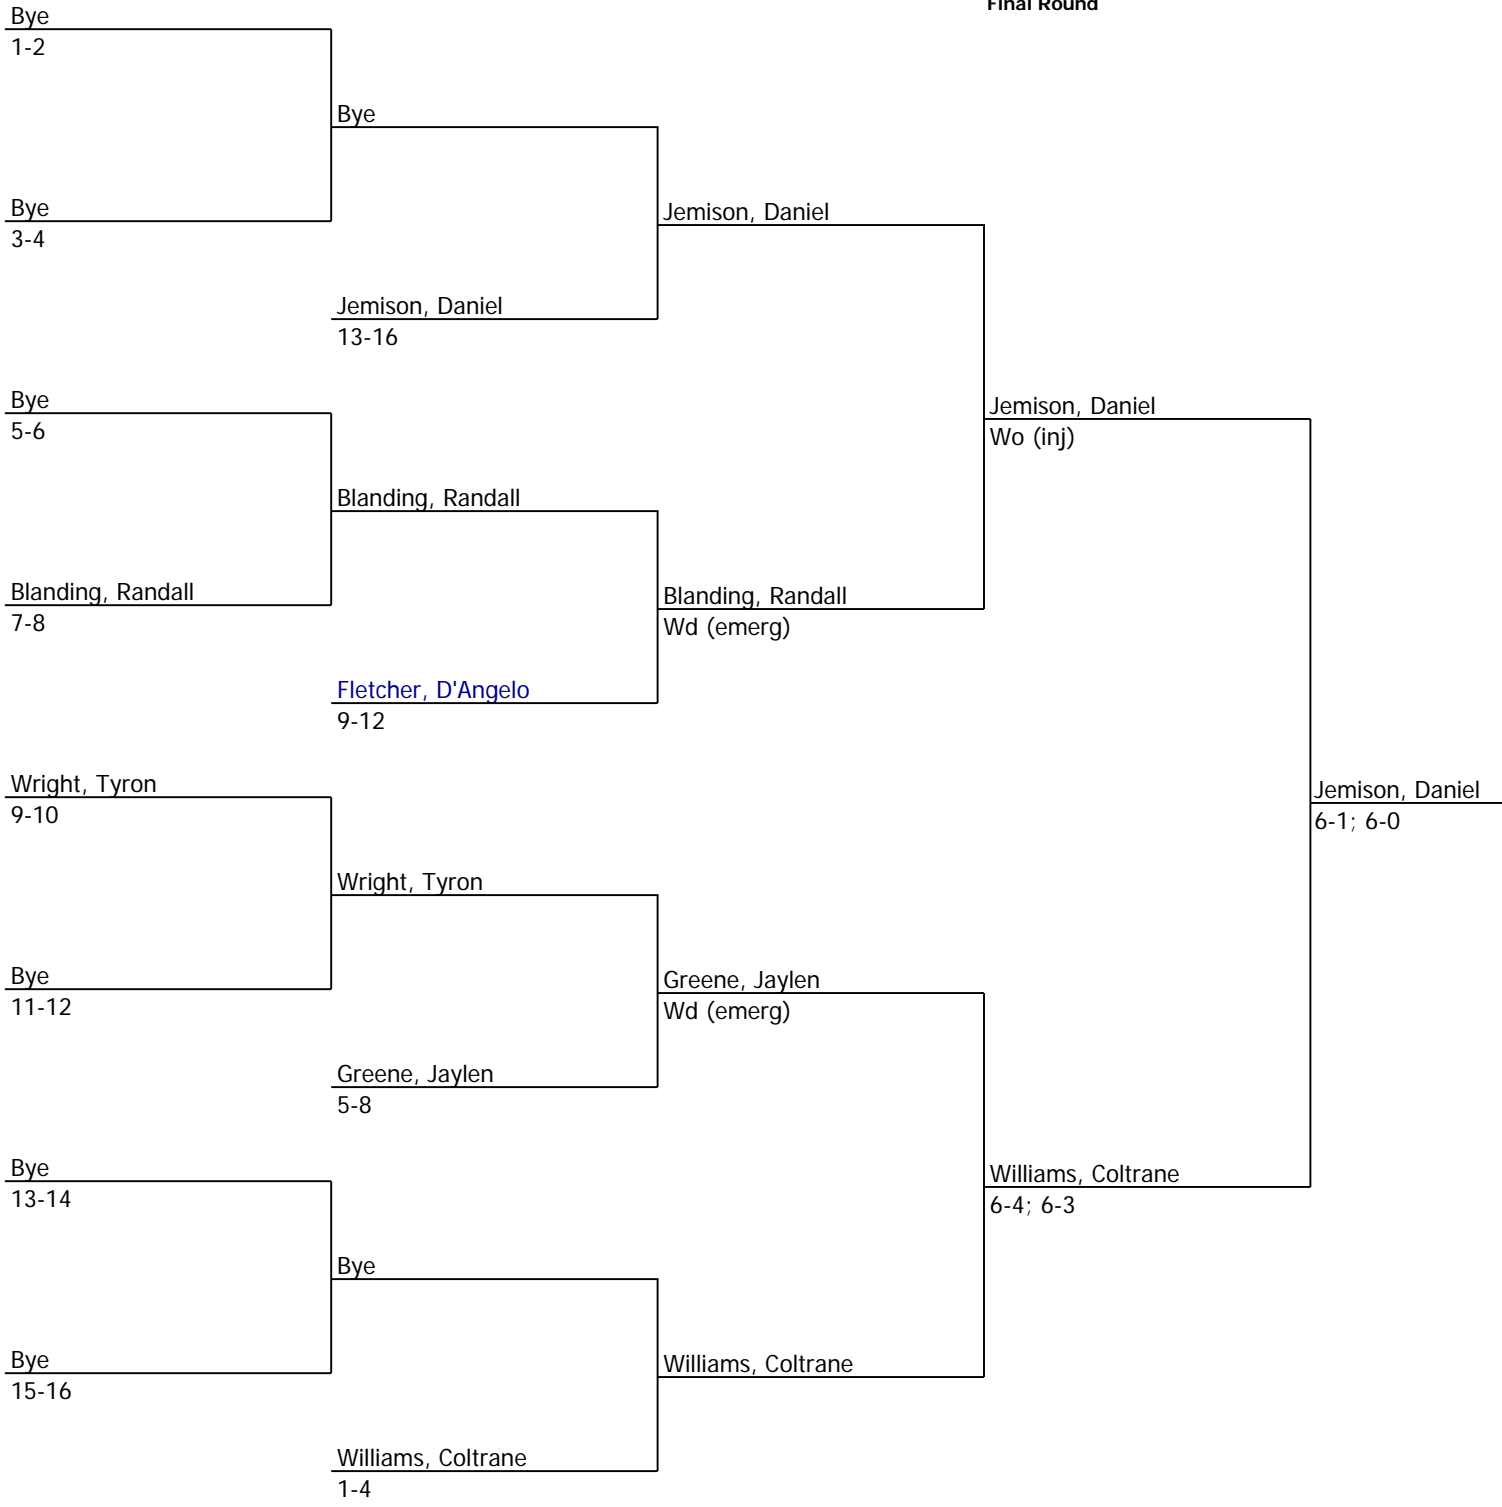 Final Round
Bye
1-2
Bye
Bye
3-4
Jemison, Daniel
Jemison, Daniel
13-16
Bye
5-6
Jemison, Daniel
Wo (inj)
Blanding, Randall
Blanding, Randall
7-8
Blanding, Randall
Wd (emerg)
Fletcher, D'Angelo
9-12
Wright, Tyron
9-10
Jemison, Daniel
6-1; 6-0
Wright, Tyron
Bye
11-12
Greene, Jaylen
Wd (emerg)
Greene, Jaylen
5-8
Bye
13-14
Williams, Coltrane
6-4; 6-3
Bye
Bye
15-16
Williams, Coltrane
Williams, Coltrane
1-4